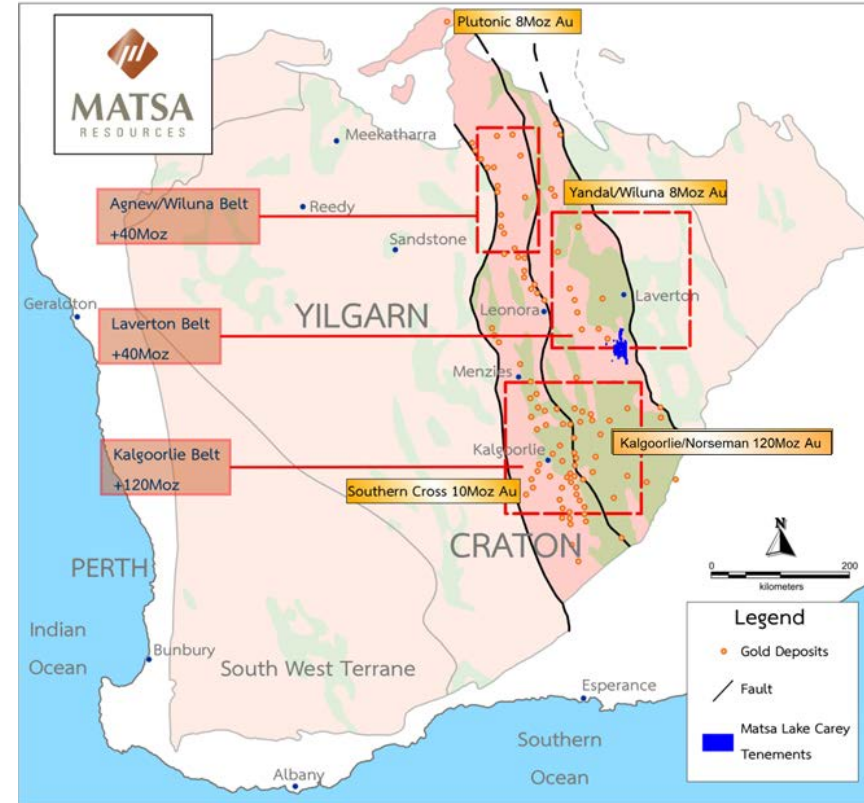 Plutonic 8Moz Au
MATSA
RESOURCES
Meekatharra
Agnew/Wiluna Belt
+40Moz
Yandal/Wiluna 8Moz Au
Reedy
Sandstone
Geraldton
YILGARN
Leonora
Laverton
Laverton Belt
+40Moz
Menzies
Kalgoorlie Belt
+120Moz
Kalgoorlie
Kalgoorlie/Norseman 120Moz Au
Southern Cross 10Moz Au
CRATON
N
0 200
kilometers
PERTH
Indian
Ocean
Bunbury
South West Terrane
Esperance
Southern
Ocean
Albany
Legend
Gold Deposits
Fault
Matsa Lake Carey
Tenements